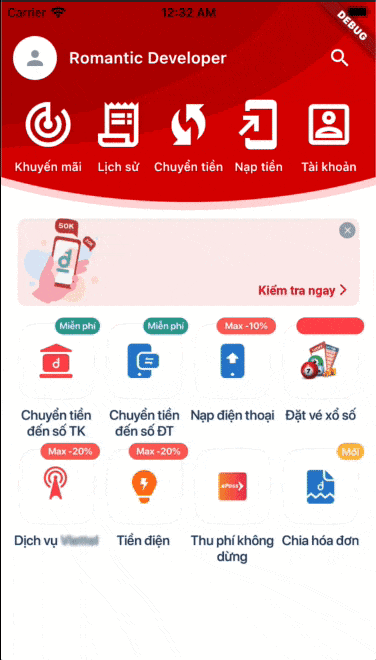 Carrier 12:32 AM
DEBUG
Romantic Developer
Khuyến mãi Lịch sử Chuyển tiền Nạp tiền Tài khoản
50K
Kiểm tra ngay
Miễn phí Miễn phí Max -10%
Chuyển tiền Chuyển tiền Nạp điện thoại Đặt vé xổ số
đến số TK đến số ĐT
Max -20% Max -20% Mới
ePass
Dịch vụ Tiền điện Thu phí không Chia hóa đơn
dừng